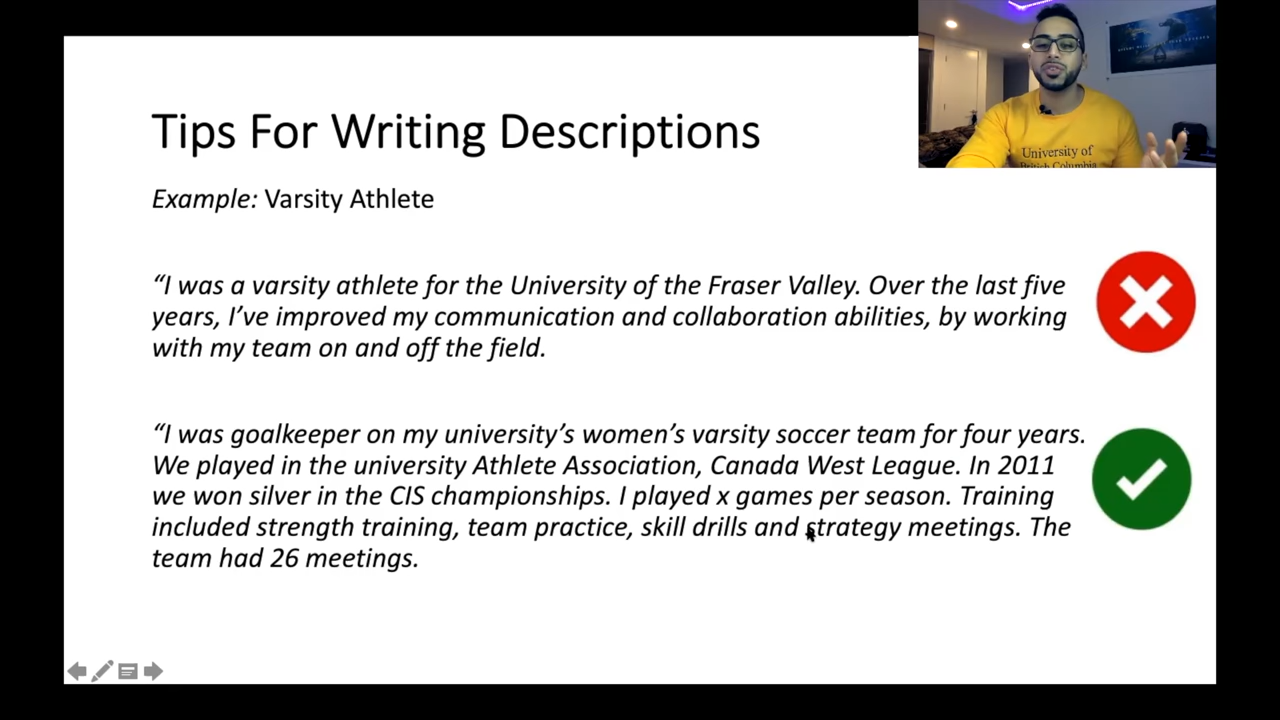 Tips For Writing Descriptions
Example: Varsity Athlete
“I was a varsity athlete for the University of the Fraser Valley. Over the last five
years, I’ve improved my communication and collaboration abilities, by working
with my team on and off the field.
“I was goalkeeper on my university’s women’s varsity soccer team for four years.
We played in the university Athlete Association, Canada West League. In 2011
we won silver in the CIS championships. I played x games per season. Training
included strength training, team practice, skill drills and strategy meetings. The
team had 26 meetings.
University of
British Columbia